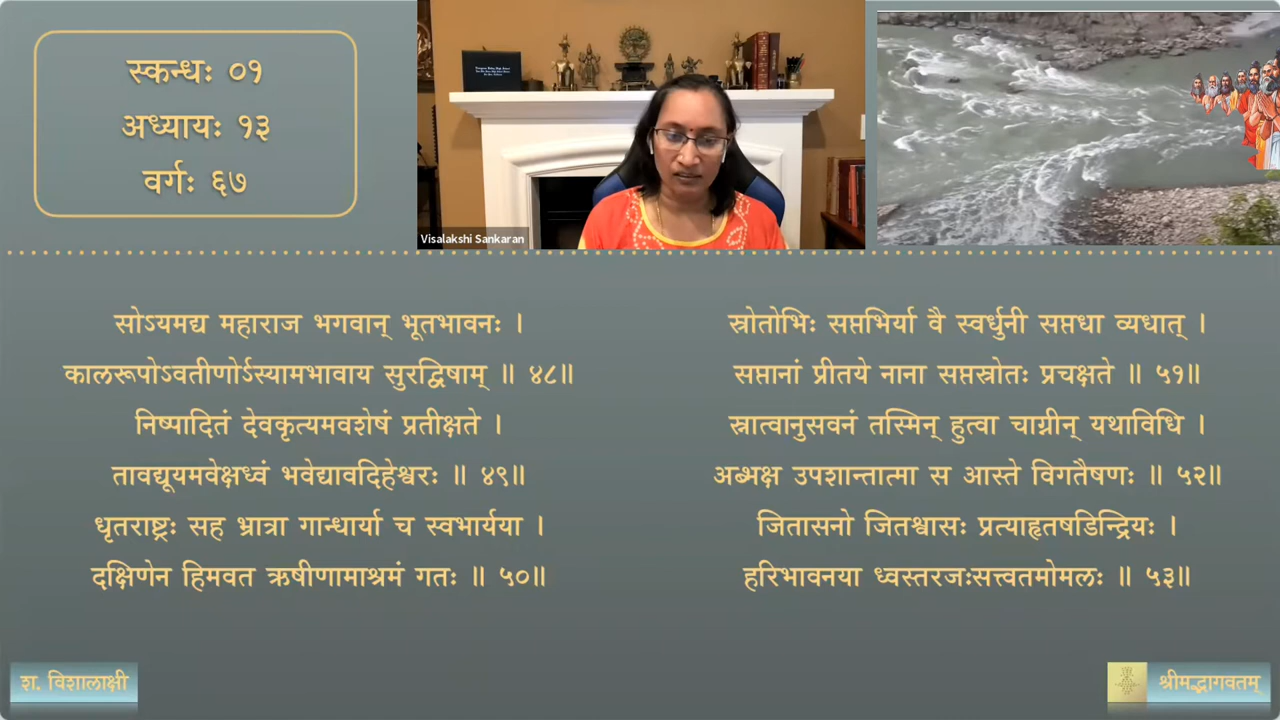 स्कन्धः ०१
अध्यायः १३
वर्गः ६७
Visalakshi Sankaran
सोऽयमद्य महाराज भगवान् भूतभावनः ।
कालरूपोऽवतीर्णोऽस्यामभावाय सुरद्विषाम् ॥ ४८॥
निष्पादितं देवकृत्यमवशेषं प्रतीक्षते ।
तावद्यूयमवेक्षध्वं भवेद्यावदिहेश्वरः ॥ ४९॥
धृतराष्ट्रः सह भ्रात्रा गान्धार्या च स्वभार्यया ।
दक्षिणेन हिमवत ऋषीणामाश्रमं गतः ॥ ५०॥
स्रोतोभिः सप्तभिर्या वै स्वर्धुनी सप्तधा व्यधात् ।
सप्तानां प्रीतये नाना सप्तस्रोतः प्रचक्षते ॥ ५१॥
स्नात्वानुसवनं तस्मिन् हुत्वा चाग्नीन् यथाविधि ।
अब्भक्ष उपशान्तात्मा स आस्ते विगतैषणः ॥ ५२॥
जितासनो जितश्वासः प्रत्याहृतषडिन्द्रियः ।
हरिभावनया ध्वस्तरजःसत्त्वतमोमलः ॥ ५३॥
श. विशालाक्षी
श्रीमद्भागवतम्